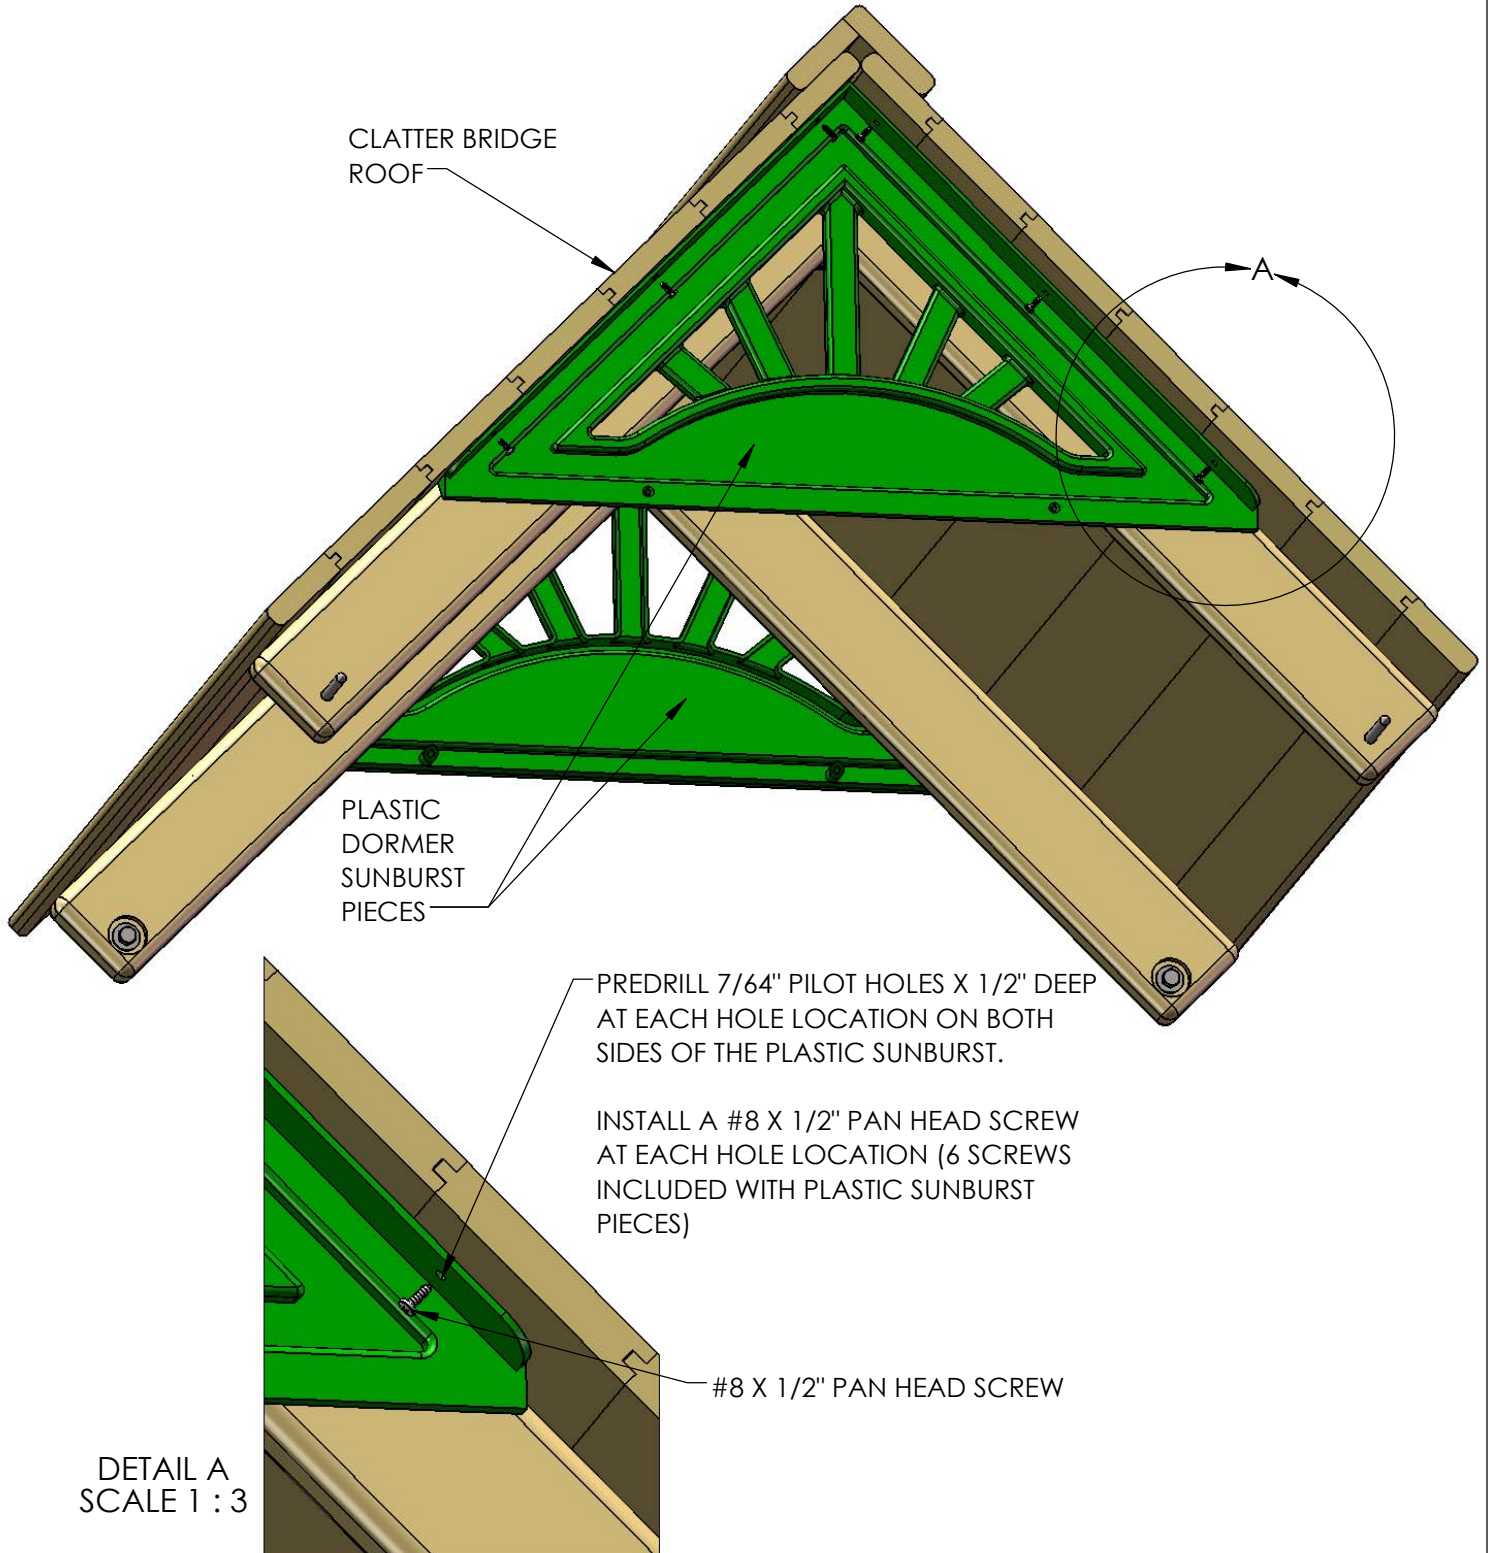 CLATTER BRIDGE
ROOF
A
PLASTIC
DORMER
SUNBURST
PIECES
PREDRILL 7/64" PILOT HOLES X 1/2" DEEP
AT EACH HOLE LOCATION ON BOTH
SIDES OF THE PLASTIC SUNBURST.
INSTALL A #8 X 1/2" PAN HEAD SCREW
AT EACH HOLE LOCATION (6 SCREWS
INCLUDED WITH PLASTIC SUNBURST
PIECES)
#8 X 1/2" PAN HEAD SCREW
DETAIL A
SCALE 1 : 3